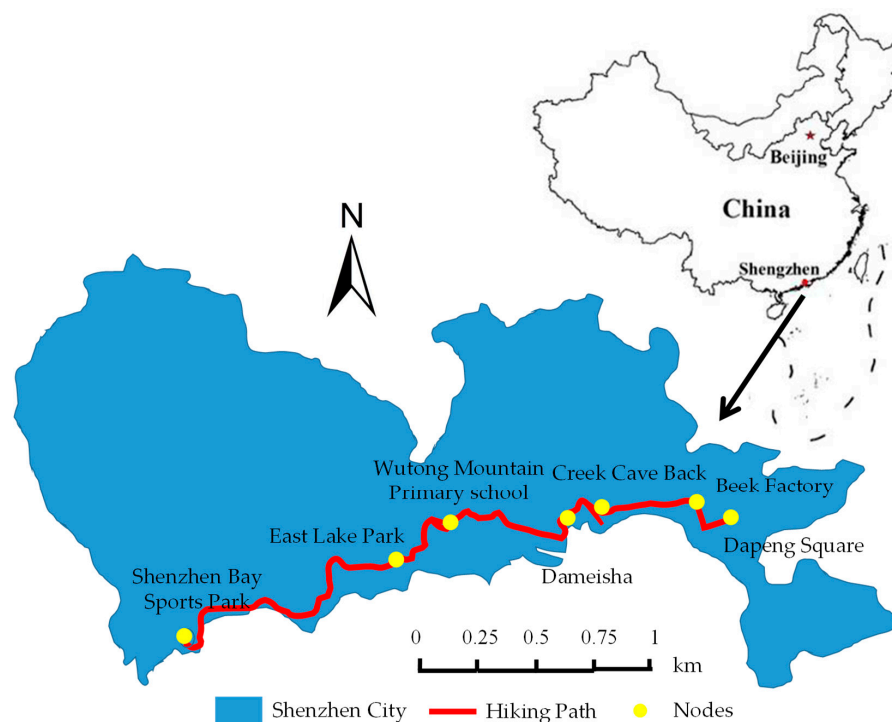 Beijing
China
Shengzhen
N
Wutong Mountain
Primary school
Creek Cave Back
Beek Factory
East Lake Park
Dapeng Square
Shenzhen Bay
Sports Park
Dameisha
0 0.25 0.5 0.75 1
km
Shenzhen City Hiking Path Nodes